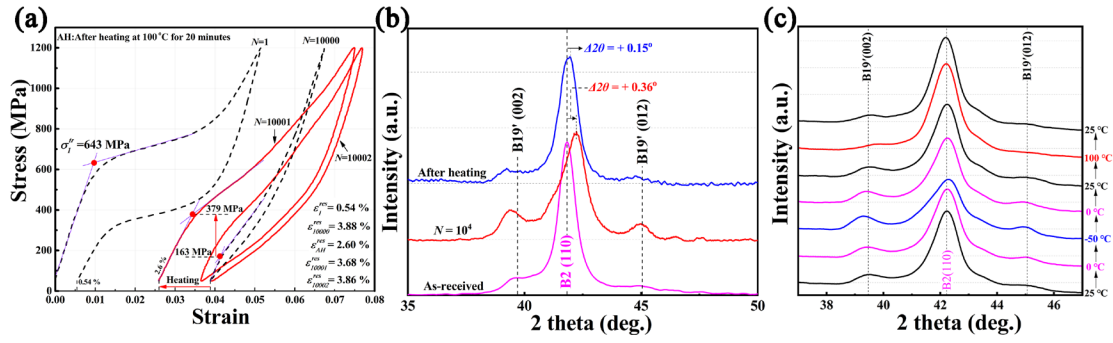 (a)
AH:After heating at 100 °C for 20 minutes
N=1
N=10000
σ_I^tr =643 MPa
N=10001
N=10002
379 MPa
163 MPa
2.6 %
Heating
0.54 %
ε_1^res =0.54 %
ε_10000^res =3.88 %
ε_AH^res =2.60 %
ε_10001^res =3.68 %
ε_10002^res =3.86 %
1200
1000
800
600
400
200
0
0.00 0.01 0.02 0.03 0.04 0.05 0.06 0.07 0.08
Stress (MPa)
Strain
(b)
Δ2θ = + 0.15°
Δ2θ = + 0.36°
B19' (002)
B19' (012)
After heating
N = 10⁴
B2 (110)
As-received
35 40 45 50
Intensity (a.u.)
2 theta (deg.)
(c)
B19'(002)
B19'(012)
B2(110)
25 °C
100 °C
25 °C
0 °C
-50 °C
0 °C
25 °C
38 40 42 44 46
Intensity (a.u.)
2 theta (deg.)